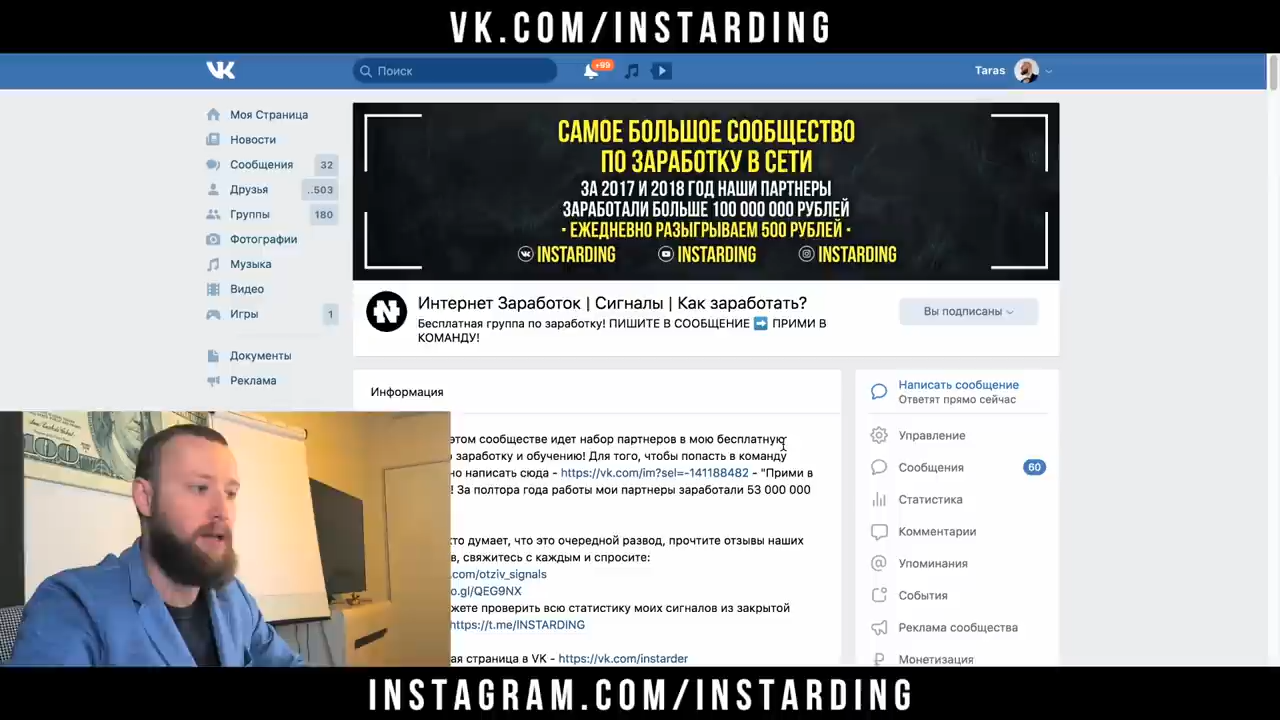 VK.COM/INSTARDING
Поиск
+99
Taras
Моя Страница
Новости
Сообщения 32
Друзья ..503
Группы 180
Фотографии
Музыка
Видео
Игры 1
Документы
Реклама
САМОЕ БОЛЬШОЕ СООБЩЕСТВО
ПО ЗАРАБОТКУ В СЕТИ
ЗА 2017 И 2018 ГОД НАШИ ПАРТНЕРЫ
ЗАРАБОТАЛИ БОЛЬШЕ 100 000 000 РУБЛЕЙ
- ЕЖЕДНЕВНО РАЗЫГРЫВАЕМ 500 РУБЛЕЙ -
INSTARDING INSTARDING INSTARDING
Интернет Заработок | Сигналы | Как заработать?
Бесплатная группа по заработку! ПИШИТЕ В СООБЩЕНИЕ ➡ ПРИМИ В
КОМАНДУ!
Вы подписаны
Информация
этом сообществе идет набор партнеров в мою бесплатную
заработку и обучению! Для того, чтобы попасть в команду
но написать сюда - https://vk.com/im?sel=-141188482 - "Прими в
! За полтора года работы мои партнеры заработали 53 000 000
кто думает, что это очередной развод, прочтите отзывы наших
в, свяжитесь с каждым и спросите:
.com/otziv_signals
o.gl/QEG9NX
жете проверить всю статистику моих сигналов из закрытой
https://t.me/INSTARDING
ая страница в VK - https://vk.com/instarder
Написать сообщение
Ответят прямо сейчас
Управление
Сообщения 60
Статистика
Комментарии
Упоминания
События
Реклама сообщества
Монетизация
100
INSTAGRAM.COM/INSTARDING